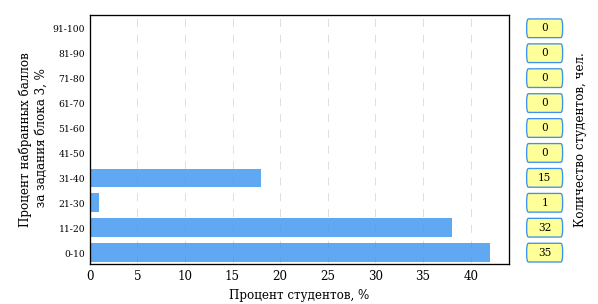 Процент набранных баллов
за задания блока 3, %
91-100 0
81-90 0
71-80 0
61-70 0
51-60 0
41-50 0
31-40 15
21-30 1
11-20 32
0-10 35
0 5 10 15 20 25 30 35 40
Процент студентов, %
Количество студентов, чел.